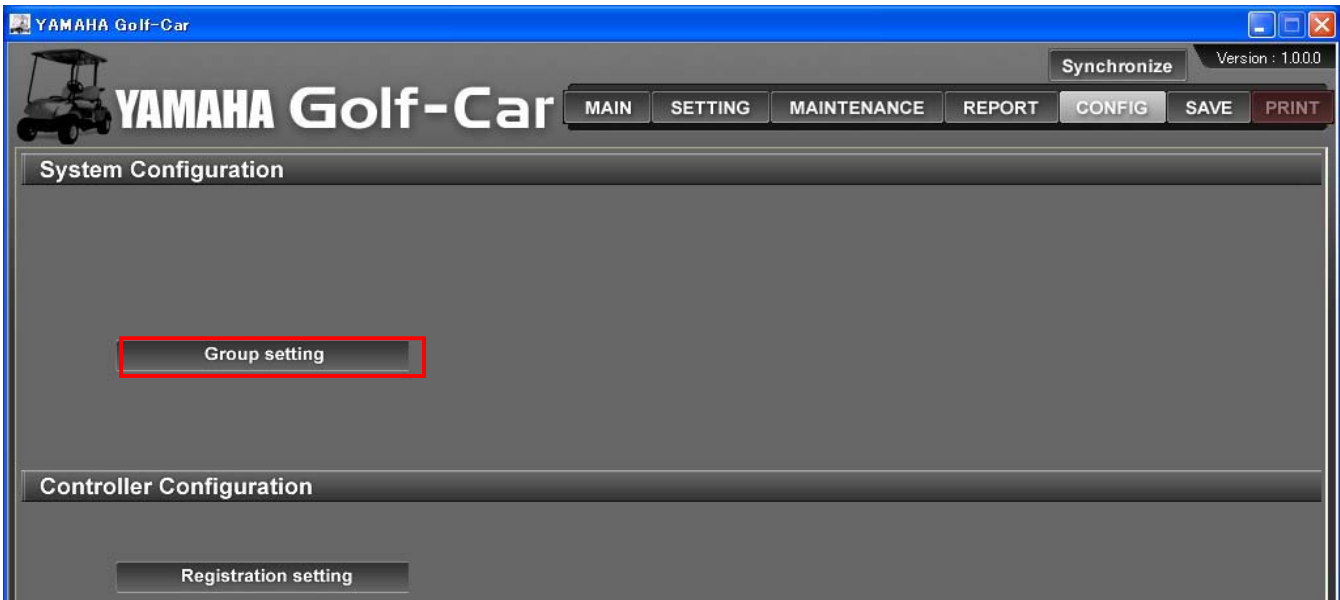 YAMAHA Golf-Car
Synchronize
Version : 1.0.0.0
YAMAHA Golf-Car
MAIN SETTING MAINTENANCE REPORT CONFIG SAVE PRINT
System Configuration
Group setting
Controller Configuration
Registration setting